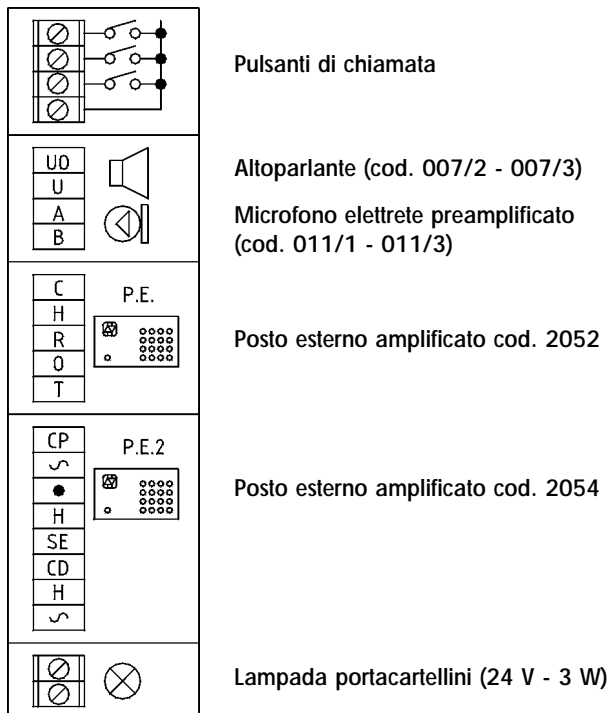 Pulsanti di chiamata
U0
U
A
B
Altoparlante (cod. 007/2 - 007/3)
Microfono elettrete preamplificato
(cod. 011/1 - 011/3)
C
H
R
0
T
P.E.
Posto esterno amplificato cod. 2052
CP
∽
●
H
SE
CD
H
∽
P.E.2
Posto esterno amplificato cod. 2054
Lampada portacartellini (24 V - 3 W)